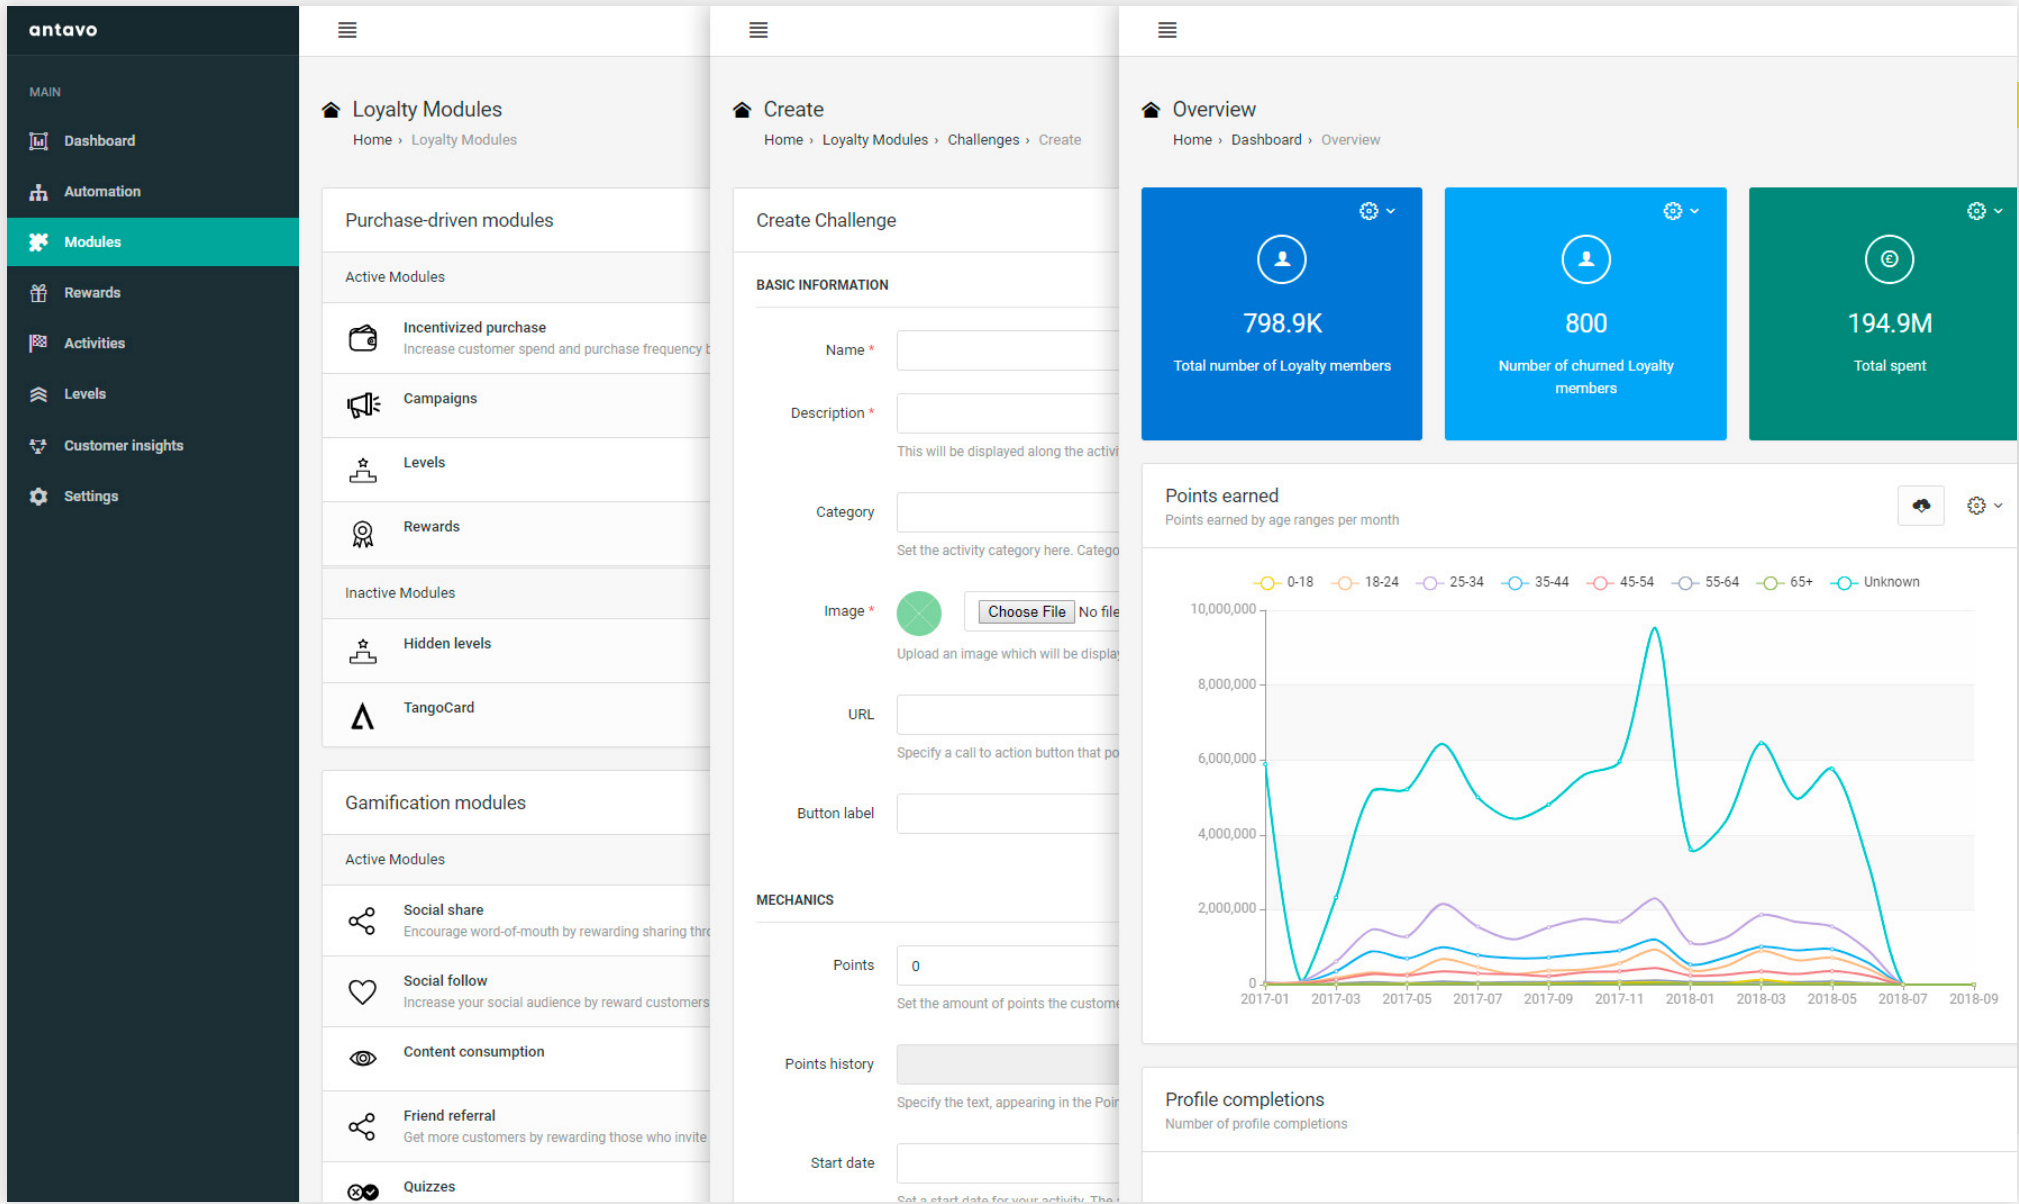 antavo
MAIN
Dashboard
Automation
Modules
Rewards
Activities
Levels
Customer insights
Settings
Loyalty Modules
Home › Loyalty Modules
Purchase-driven modules
Active Modules
Incentivized purchase
Increase customer spend and purchase frequency
Campaigns
Levels
Rewards
Inactive Modules
Hidden levels
TangoCard
Gamification modules
Active Modules
Social share
Encourage word-of-mouth by rewarding sharing
Social follow
Increase your social audience by reward customers
Content consumption
Friend referral
Get more customers by rewarding those who invite
Quizzes
Create
Home › Loyalty Modules › Challenges › Create
Create Challenge
BASIC INFORMATION
Name *
Description *
This will be displayed along the
Category
Set the activity category here.
Image *
Choose File No
Upload an image which will be
URL
Specify a call to action button that
Button label
MECHANICS
Points
0
Set the amount of points the
Points history
Specify the text, appearing in the
Start date
Set a start date for your activity. The
Overview
Home › Dashboard › Overview
798.9K
Total number of Loyalty members
800
Number of churned Loyalty
members
194.9M
Total spent
Points earned
Points earned by age ranges per month
0-18 18-24 25-34 35-44 45-54 55-64 65+ Unknown
10,000,000
8,000,000
6,000,000
4,000,000
2,000,000
0
2017-01 2017-03 2017-05 2017-07 2017-09 2017-11 2018-01 2018-03 2018-05 2018-07 2018-09
Profile completions
Number of profile completions